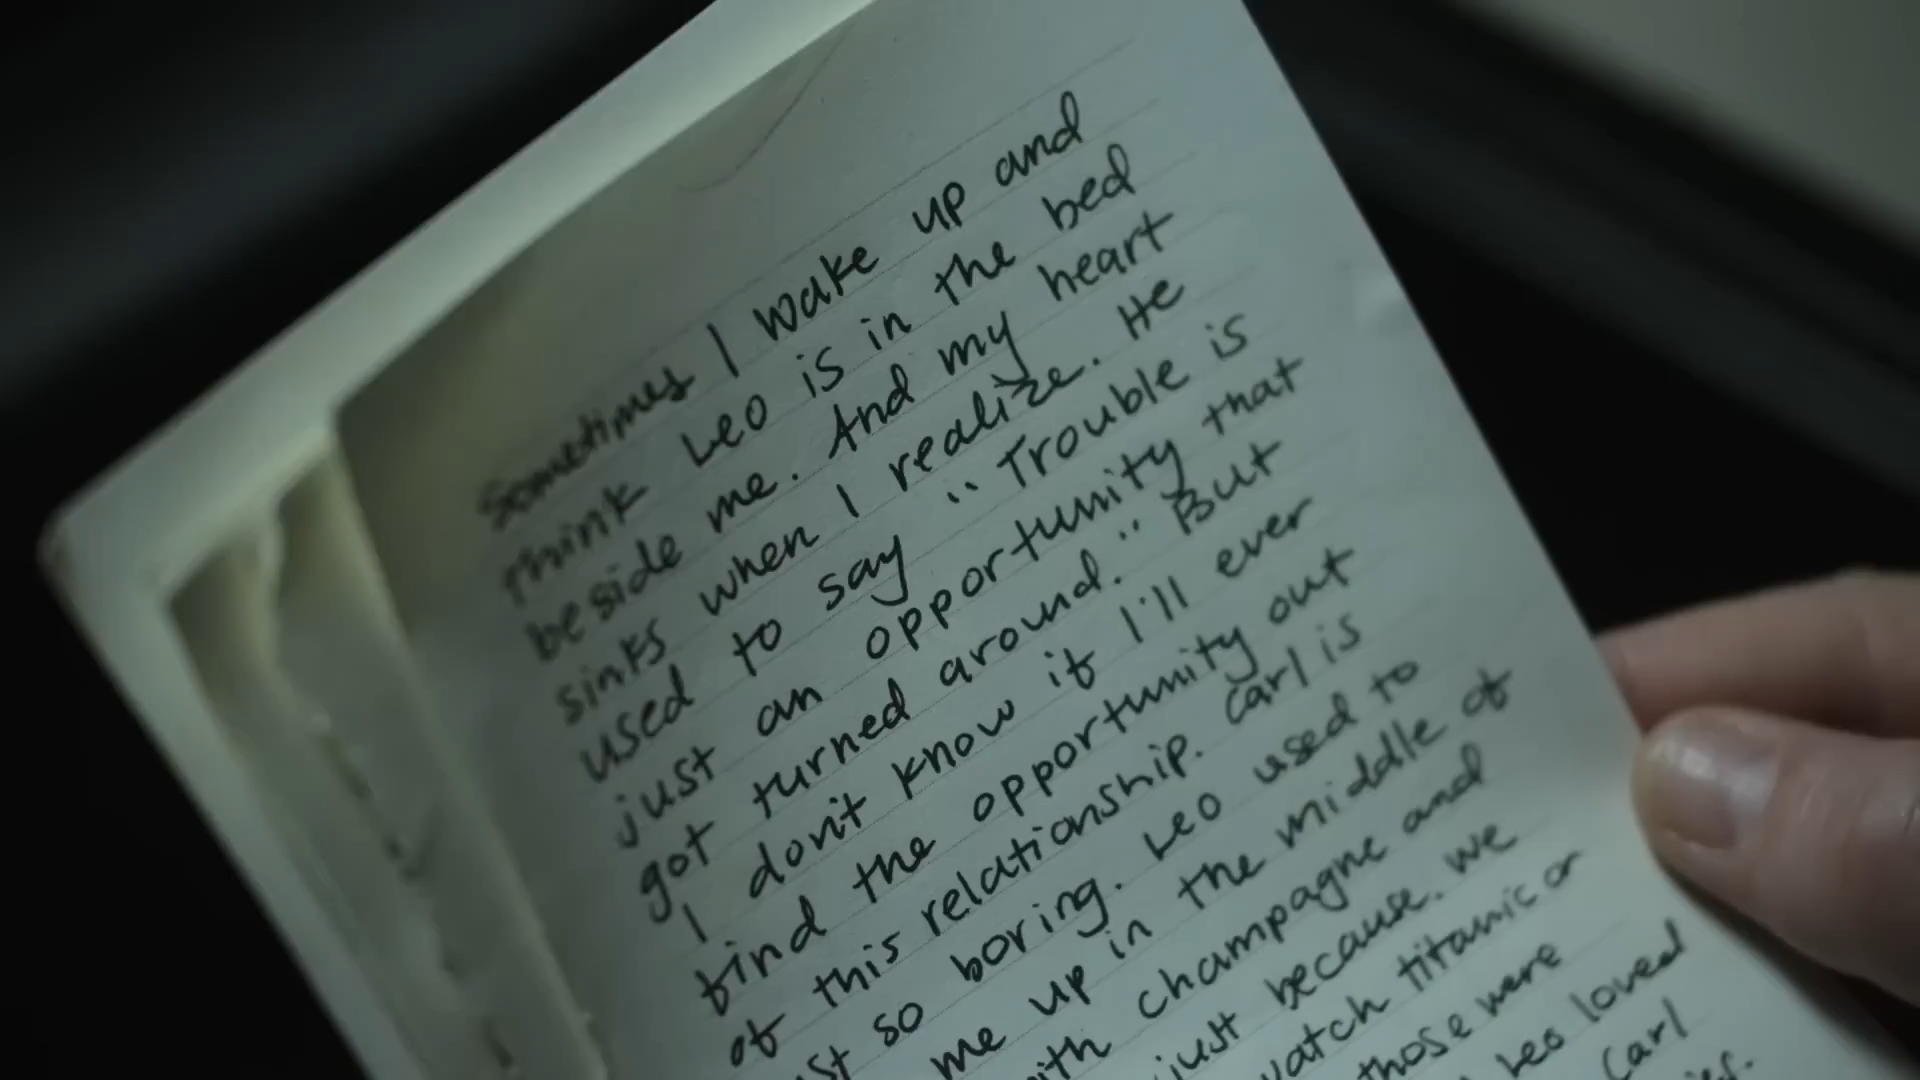 sometimes I wake up and
think Leo is in the bed
beside me. And my heart
sinks when I realize. He
used to say "Trouble is
just an opportunity that
got turned around." But
I don't know if I'll ever
find the opportunity out
of this relationship. Carl is
so boring. Leo used to
me up in the middle of
champagne and
just because. we
watch titanic or
those were
Leo loved
Carl